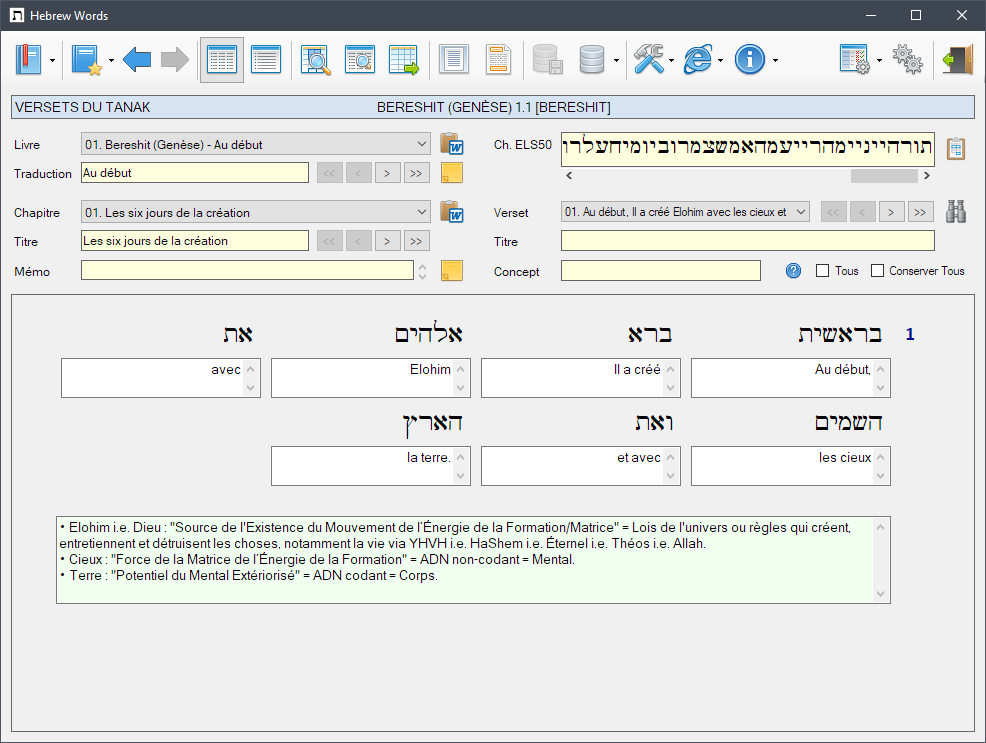 Hebrew Words
VERSETS DU TANAK
BERESHIT (GENÈSE) 1.1 [BERESHIT]
Livre
01. Bereshit (Genèse) - Au début
Ch. ELS50
תורהיינייימהרייעמהאמשצמרוביומיחעלרו
Traduction
Au début
<<
<
>
>>
Chapitre
01. Les six jours de la création
Verset
01. Au début, Il a créé Elohim avec les cieux et
<<
<
>
>>
Titre
Les six jours de la création
<<
<
>
>>
Titre
Mémo
Concept
Tous
Conserver Tous
1
בראשית
ברא
אלהים
את
Au début,
Il a créé
Elohim
avec
השמים
ואת
הארץ
les cieux
et avec
la terre.
• Elohim i.e. Dieu : "Source de l'Existence du Mouvement de l'Énergie de la Formation/Matrice" = Lois de l'univers ou règles qui créent,
entretiennent et détruisent les choses, notamment la vie via YHVH i.e. HaShem i.e. Éternel i.e. Théos i.e. Allah.
• Cieux : "Force de la Matrice de l'Énergie de la Formation" = ADN non-codant = Mental.
• Terre : "Potentiel du Mental Extériorisé" = ADN codant = Corps.